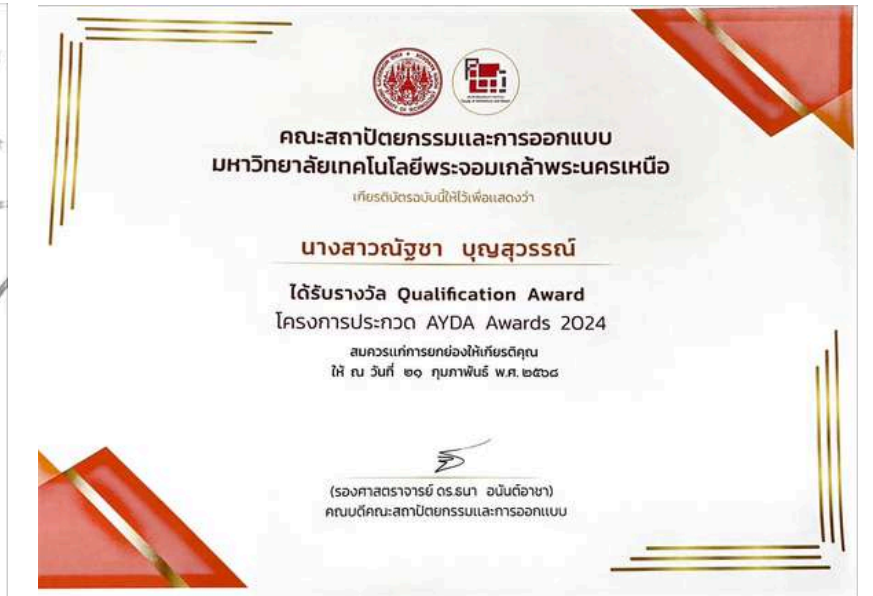 คณะสถาปัตยกรรมและการออกแบบ
มหาวิทยาลัยเทคโนโลยีพระจอมเกล้าพระนครเหนือ
เกียรติบัตรฉบับนี้ให้ไว้เพื่อแสดงว่า
นางสาวณัฐชา บุญสุวรรณ์
ได้รับรางวัล Qualification Award
โครงการประกวด AYDA Awards 2024
สมควรแก่การยกย่องให้เกียรติคุณ
ให้ ณ วันที่ ๒๑ กุมภาพันธ์ พ.ศ. ๒๕๖๘
(รองศาสตราจารย์ ดร.ธนา อนันต์อาชา)
คณบดีคณะสถาปัตยกรรมและการออกแบบ